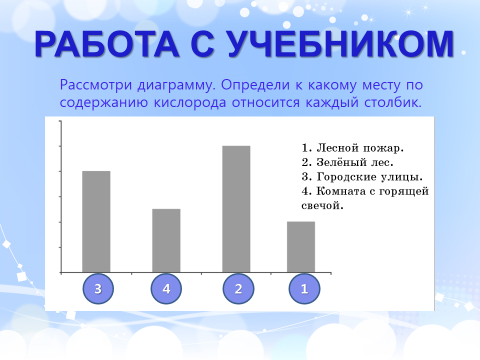 РАБОТА С УЧЕБНИКОМ
Рассмотри диаграмму. Определи к какому месту по
содержанию кислорода относится каждый столбик.
1. Лесной пожар.
2. Зелёный лес.
3. Городские улицы.
4. Комната с горящей
свечой.
3 4 2 1